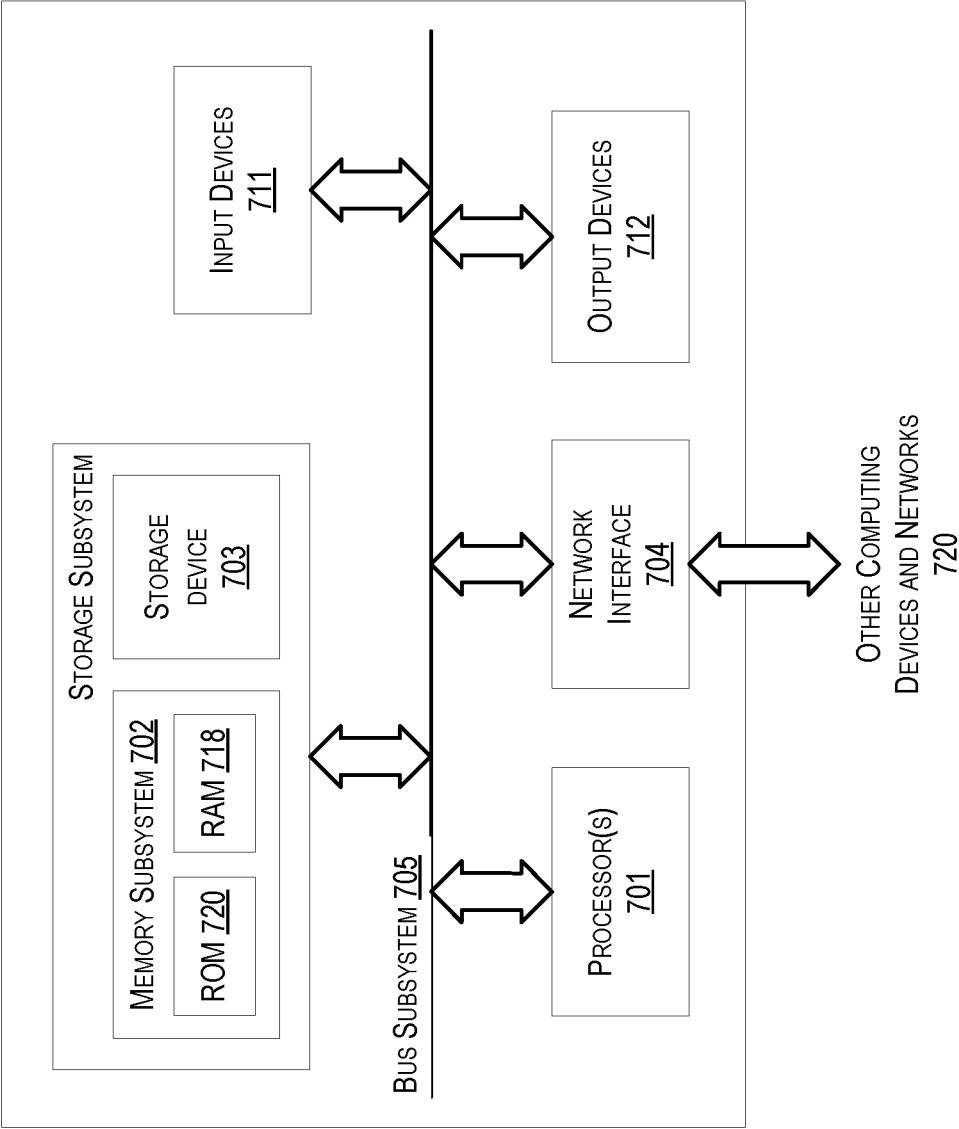 STORAGE SUBSYSTEM
MEMORY SUBSYSTEM 702
ROM 720
RAM 718
STORAGE
DEVICE
703
INPUT DEVICES
711
BUS SUBSYSTEM 705
PROCESSOR(S)
701
NETWORK
INTERFACE
704
OUTPUT DEVICES
712
OTHER COMPUTING
DEVICES AND NETWORKS
720